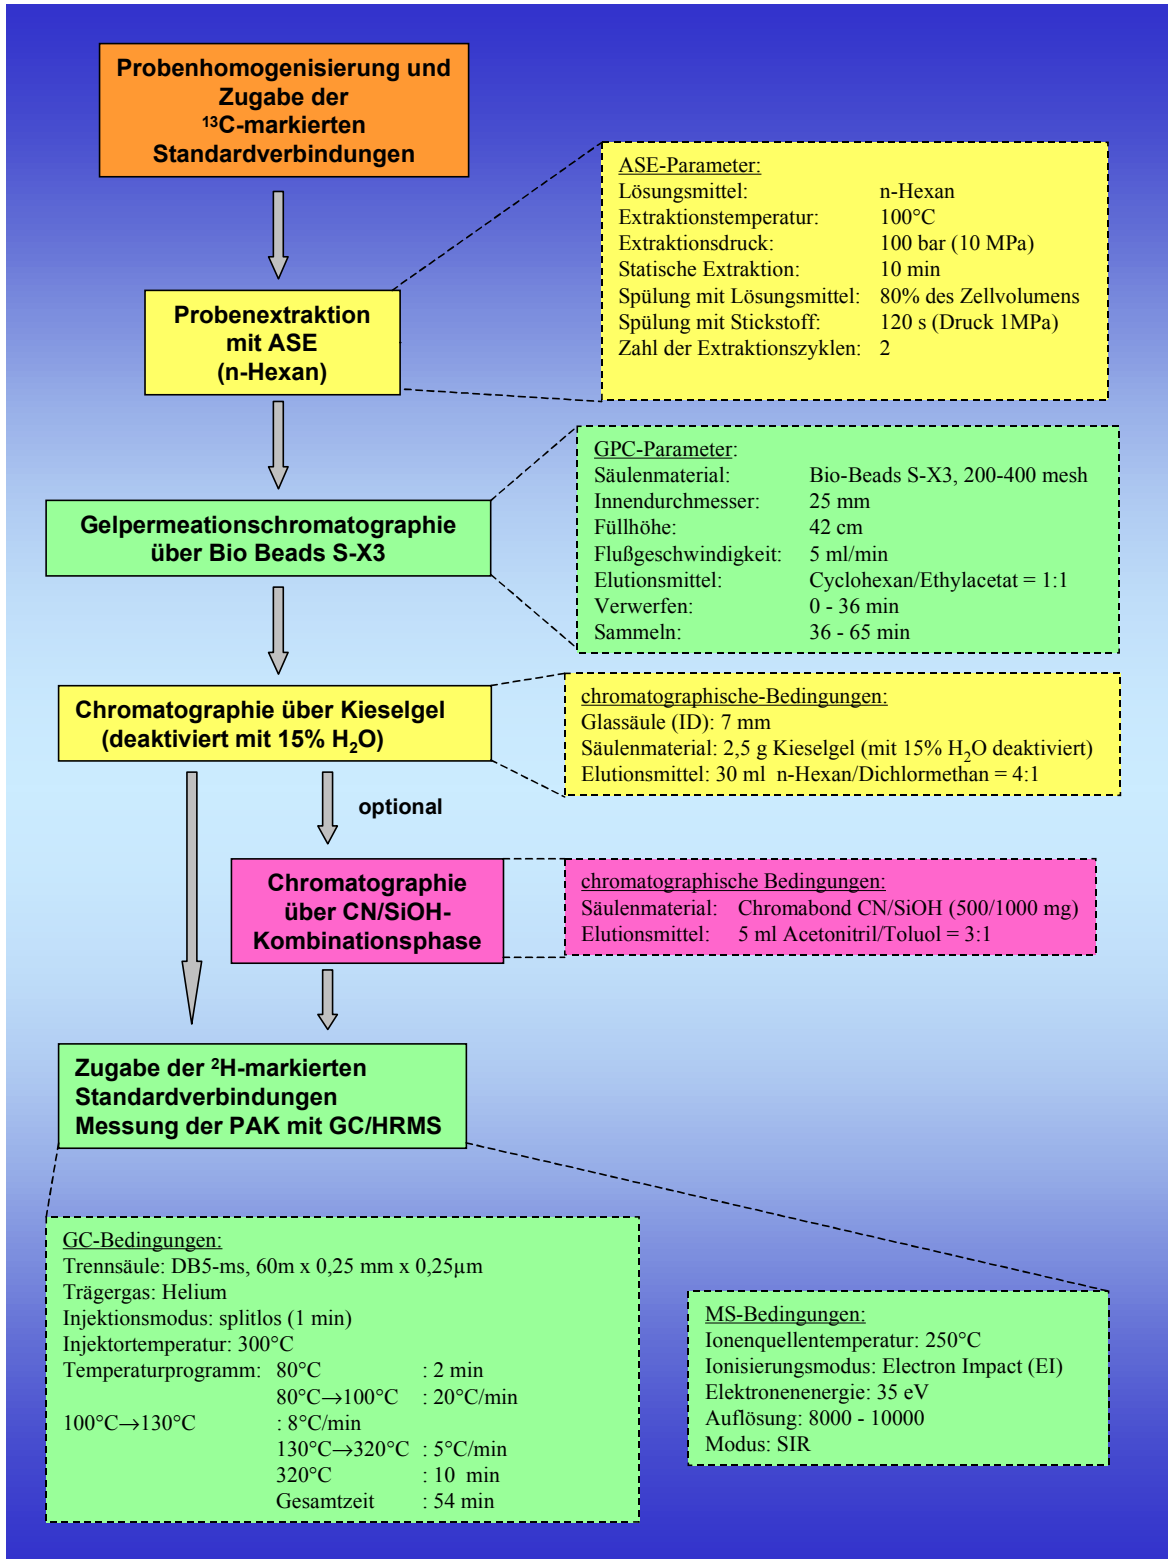 Probenhomogenisierung und
Zugabe der
¹³C-markierten
Standardverbindungen
ASE-Parameter:
Lösungsmittel: n-Hexan
Extraktionstemperatur: 100°C
Extraktionsdruck: 100 bar (10 MPa)
Statische Extraktion: 10 min
Spülung mit Lösungsmittel: 80% des Zellvolumens
Spülung mit Stickstoff: 120 s (Druck 1MPa)
Zahl der Extraktionszyklen: 2
Probenextraktion
mit ASE
(n-Hexan)
GPC-Parameter:
Säulenmaterial: Bio-Beads S-X3, 200-400 mesh
Innendurchmesser: 25 mm
Füllhöhe: 42 cm
Flußgeschwindigkeit: 5 ml/min
Elutionsmittel: Cyclohexan/Ethylacetat = 1:1
Verwerfen: 0 - 36 min
Sammeln: 36 - 65 min
Gelpermeationschromatographie
über Bio Beads S-X3
Chromatographie über Kieselgel
(deaktiviert mit 15% H₂O)
chromatographische-Bedingungen:
Glassäule (ID): 7 mm
Säulenmaterial: 2,5 g Kieselgel (mit 15% H₂O deaktiviert)
Elutionsmittel: 30 ml n-Hexan/Dichlormethan = 4:1
optional
Chromatographie
über CN/SiOH-
Kombinationsphase
chromatographische Bedingungen:
Säulenmaterial: Chromabond CN/SiOH (500/1000 mg)
Elutionsmittel: 5 ml Acetonitril/Toluol = 3:1
Zugabe der ²H-markierten
Standardverbindungen
Messung der PAK mit GC/HRMS
GC-Bedingungen:
Trennsäule: DB5-ms, 60m x 0,25 mm x 0,25µm
Trägergas: Helium
Injektionsmodus: splitlos (1 min)
Injektortemperatur: 300°C
Temperaturprogramm: 80°C : 2 min
80°C→100°C : 20°C/min
100°C→130°C : 8°C/min
130°C→320°C : 5°C/min
320°C : 10 min
Gesamtzeit : 54 min
MS-Bedingungen:
Ionenquellentemperatur: 250°C
Ionisierungsmodus: Electron Impact (EI)
Elektronenenergie: 35 eV
Auflösung: 8000 - 10000
Modus: SIR